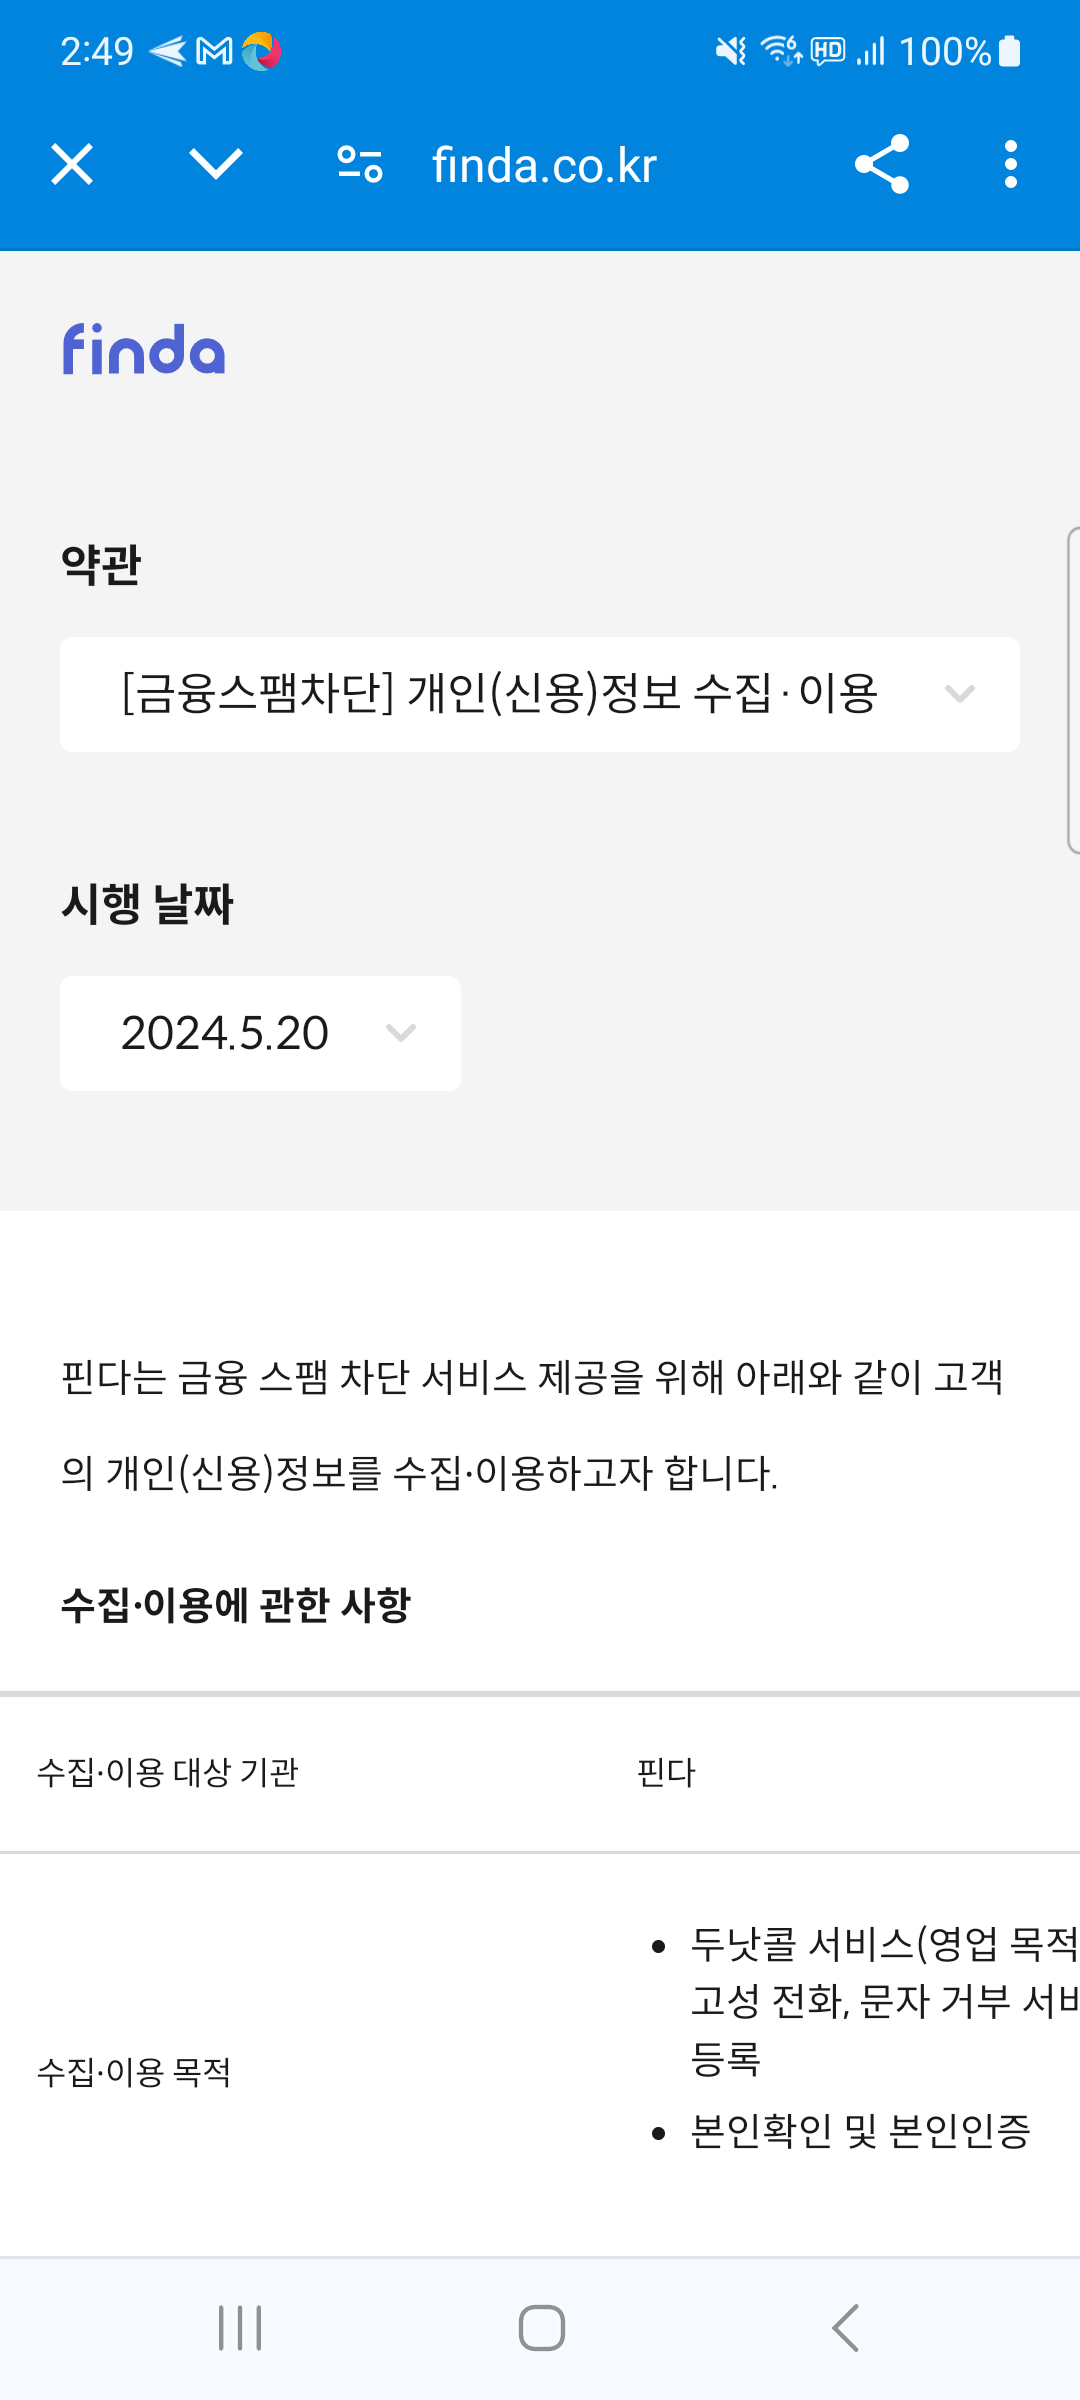 2:49
HD
100%
finda.co.kr
finda
약관
[금융스팸차단] 개인(신용)정보 수집·이용
시행 날짜
2024.5.20
핀다는 금융 스팸 차단 서비스 제공을 위해 아래와 같이 고객
의 개인(신용)정보를 수집·이용하고자 합니다.
수집·이용에 관한 사항
수집·이용 대상 기관
핀다
수집·이용 목적
• 두낫콜 서비스(영업 목적
고성 전화, 문자 거부 서비
등록
• 본인확인 및 본인인증